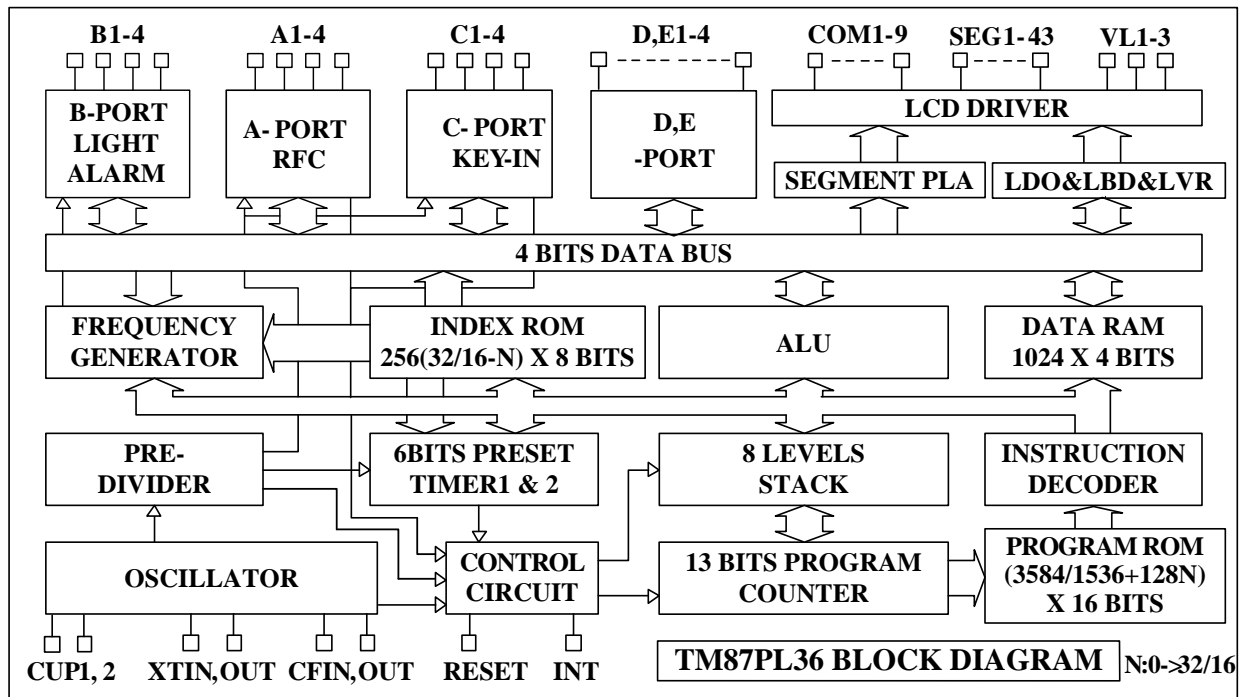 B1-4 A1-4 C1-4 D,E1-4 COM1-9 SEG1-43 VL1-3
B-PORT
LIGHT
ALARM
A- PORT
RFC
C- PORT
KEY-IN
D,E
-PORT
LCD DRIVER
SEGMENT PLA
LDO&LBD&LVR
4 BITS DATA BUS
FREQUENCY
GENERATOR
INDEX ROM
256(32/16-N) X 8 BITS
ALU
DATA RAM
1024 X 4 BITS
PRE-
DIVIDER
6BITS PRESET
TIMER1 & 2
8 LEVELS
STACK
INSTRUCTION
DECODER
OSCILLATOR
CONTROL
CIRCUIT
13 BITS PROGRAM
COUNTER
PROGRAM ROM
(3584/1536+128N)
X 16 BITS
CUP1, 2 XTIN,OUT CFIN,OUT RESET INT
TM87PL36 BLOCK DIAGRAM
N:0->32/16